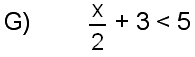 G) x/2 + 3 < 5